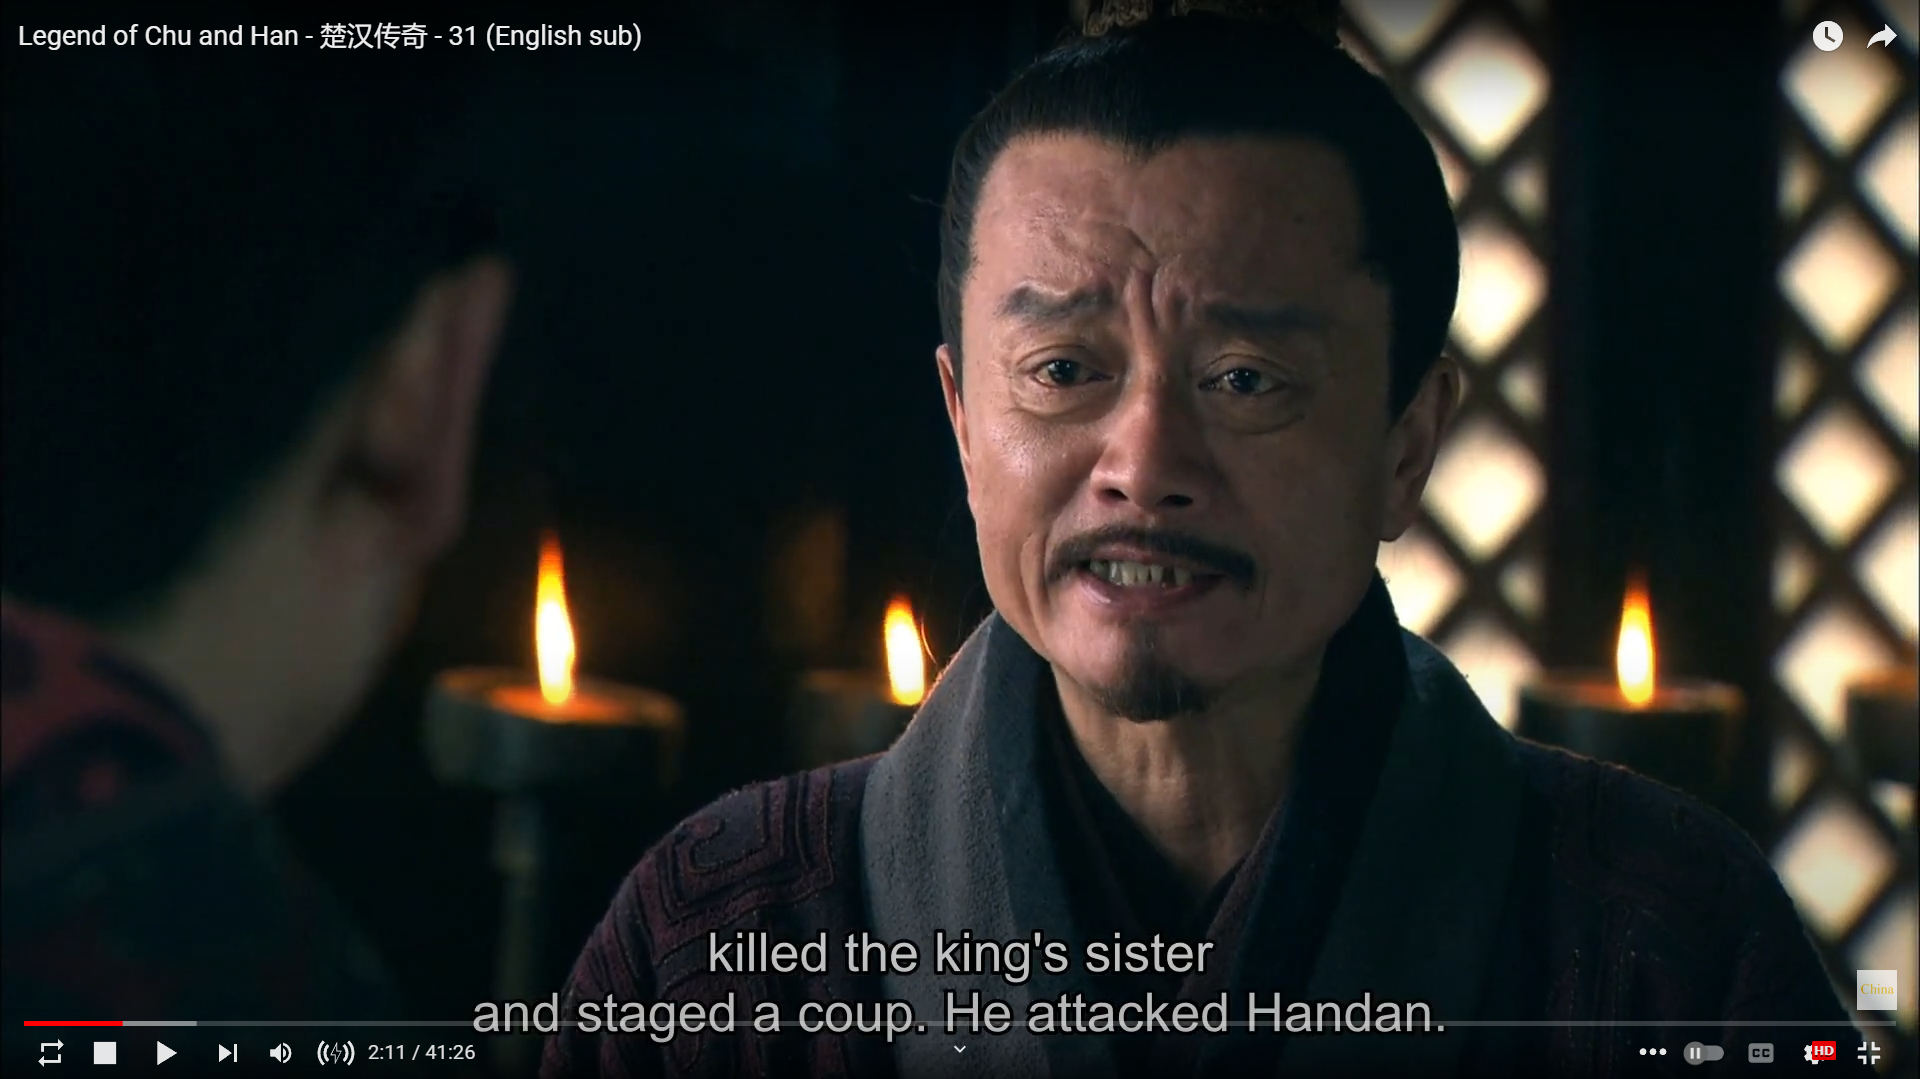 Legend of Chu and Han - 楚汉传奇 - 31 (English sub)
killed the king's sister
and staged a coup. He attacked Handan.
China
2:11 / 41:26
CC
HD